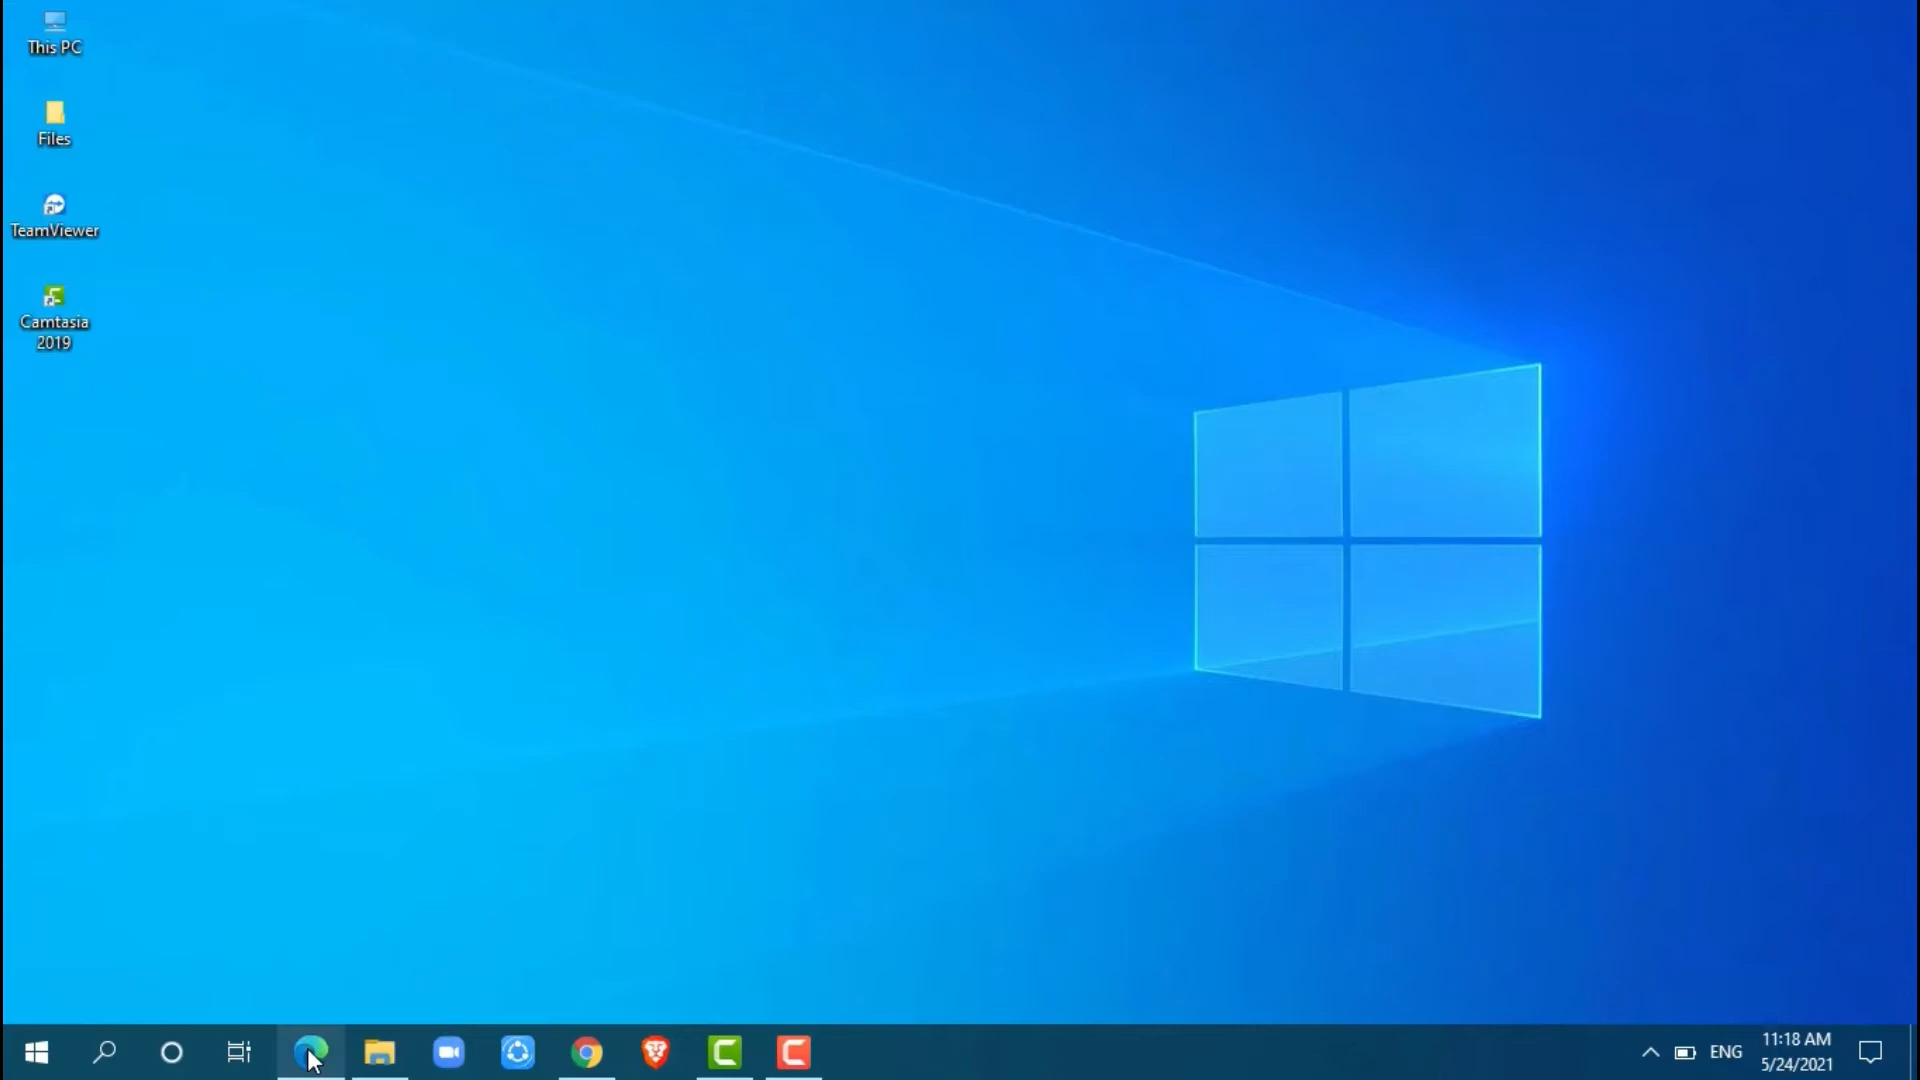 This PC
Files
TeamViewer
Camtasia
2019
ENG
11:18 AM
5/24/2021